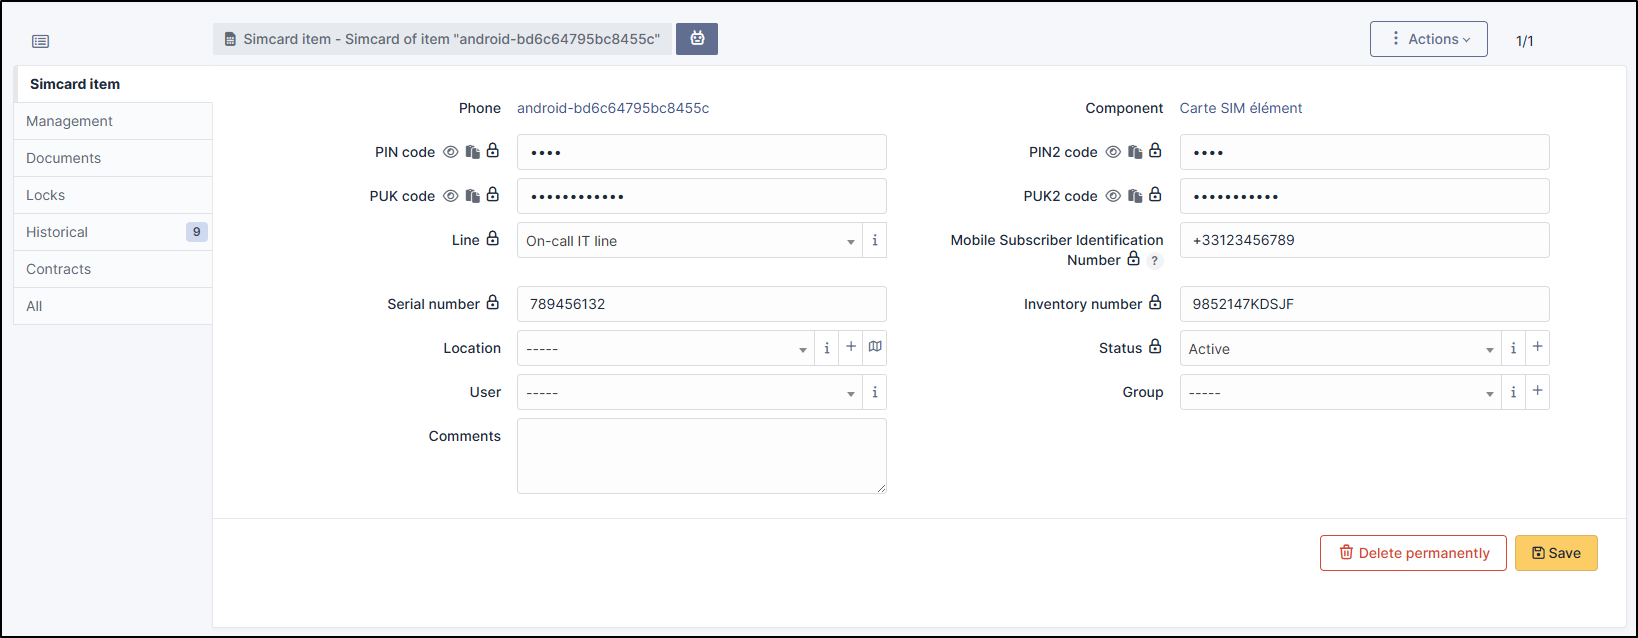 Simcard item - Simcard of item "android-bd6c64795bc8455c"
Actions
1/1
Simcard item
Management
Documents
Locks
Historical 9
Contracts
All
Phone android-bd6c64795bc8455c
Component Carte SIM élément
PIN code ••••
PIN2 code ••••
PUK code ••••••••••••
PUK2 code •••••••••••
Line On-call IT line i
Mobile Subscriber Identification
Number ? +33123456789
Serial number 789456132
Inventory number 9852147KDSJF
Location ----- i +
Status Active i +
User ----- i
Group ----- i +
Comments
Delete permanently
Save